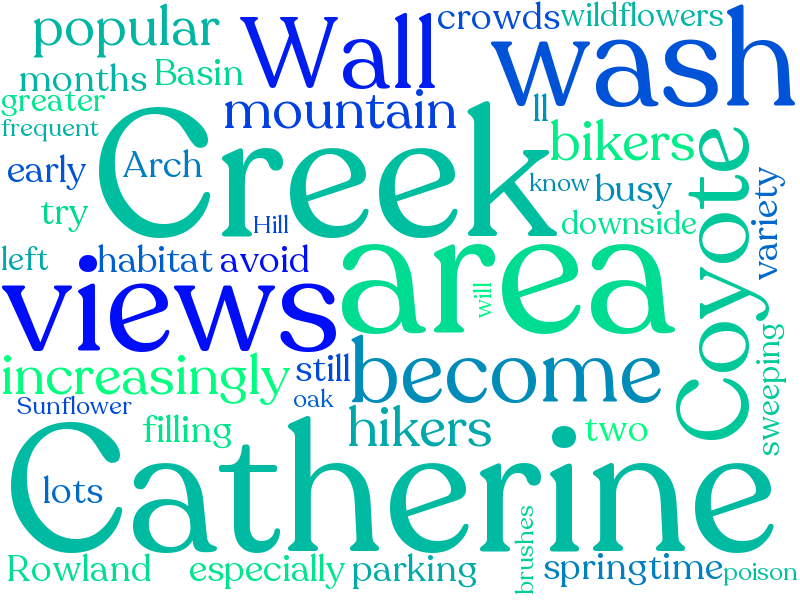 popular
Wall
crowds
wildflowers
wash
months
Basin
greater
mountain
ll
frequent
Creek
bikers
early
Arch
know
busy
Coyote
variety
try
Hill
downside
left
habitat
avoid
area
views
will
increasingly
still
become
sweeping
Sunflower
oak
filling
hikers
two
Catherine
lots
Rowland
especially
parking
brushes
springtime
poison